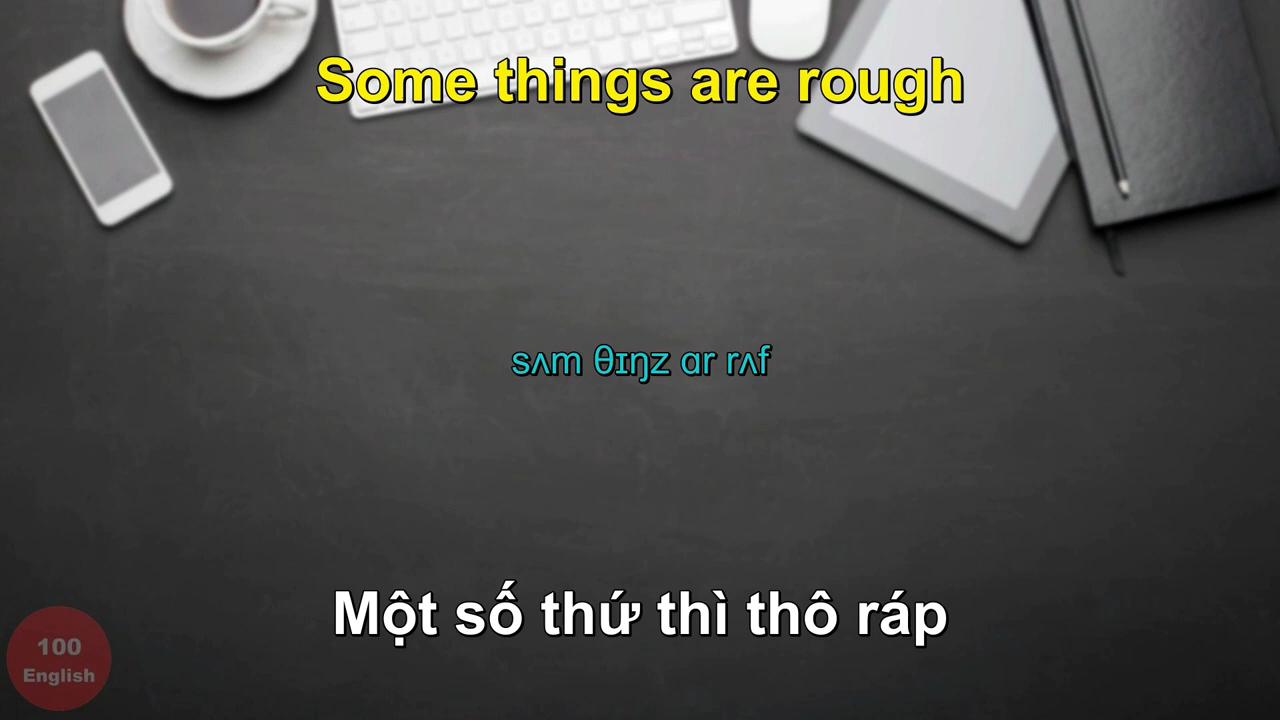 Some things are rough
sʌm θɪŋz ɑr rʌf
Một số thứ thì thô ráp
100
English